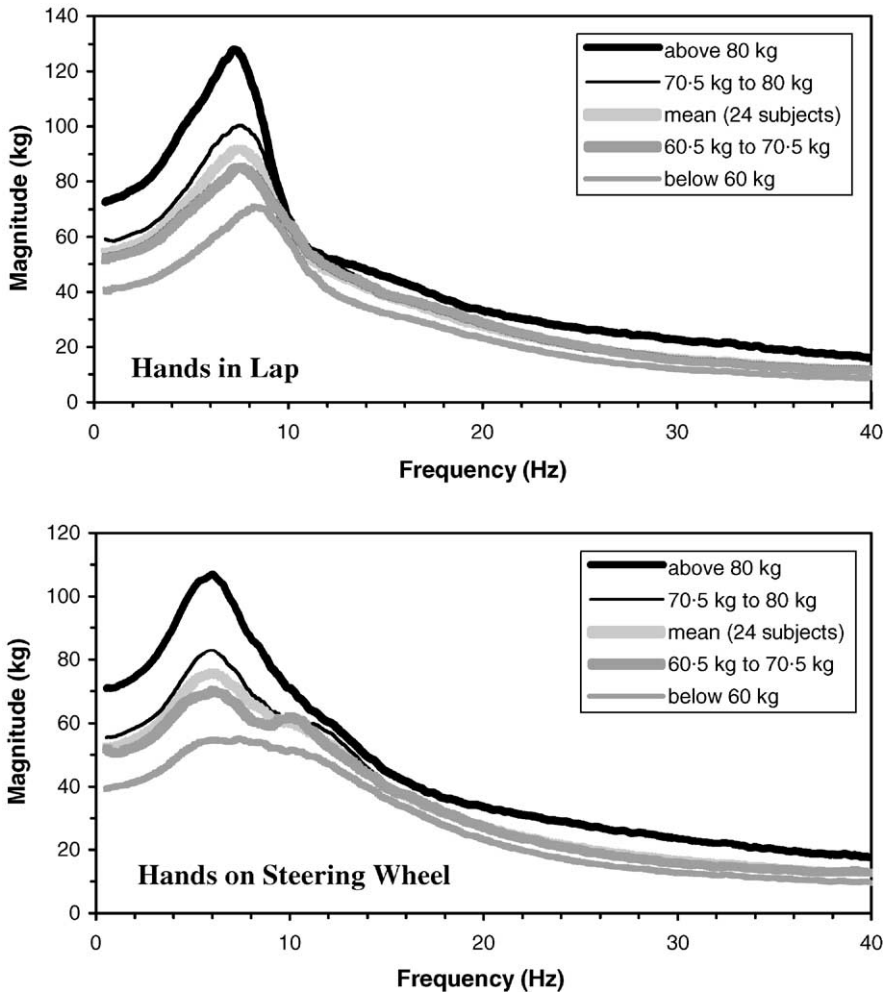 140
120
100
80
60
40
20
0
Magnitude (kg)
above 80 kg
70·5 kg to 80 kg
mean (24 subjects)
60·5 kg to 70·5 kg
below 60 kg
Hands in Lap
0 10 20 30 40
Frequency (Hz)
120
100
80
60
40
20
0
Magnitude (kg)
above 80 kg
70·5 kg to 80 kg
mean (24 subjects)
60·5 kg to 70·5 kg
below 60 kg
Hands on Steering Wheel
0 10 20 30 40
Frequency (Hz)